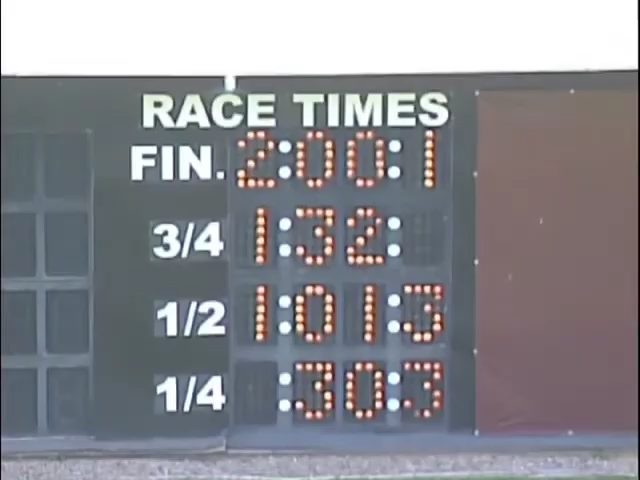 RACE TIMES
FIN. 2:00:1
3/4 1:32:
1/2 1:01:3
1/4 :30:3